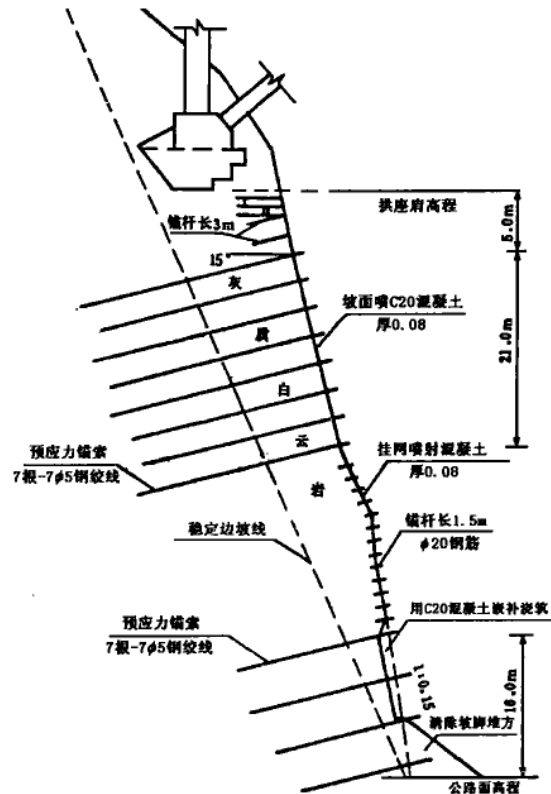 拱座肩高程
5.0m
锚杆长3m
15°
灰
21.0m
坡面喷C20混凝土
厚0.08
质
白
云
预应力锚索
7根-7φ5钢绞线
挂网喷射混凝土
厚0.08
岩
锚杆长1.5m
φ20钢筋
稳定边坡线
用C20混凝土嵌补浇筑
预应力锚索
7根-7φ5钢绞线
1:0.15
16.0m
清除坡脚堆方
公路面高程